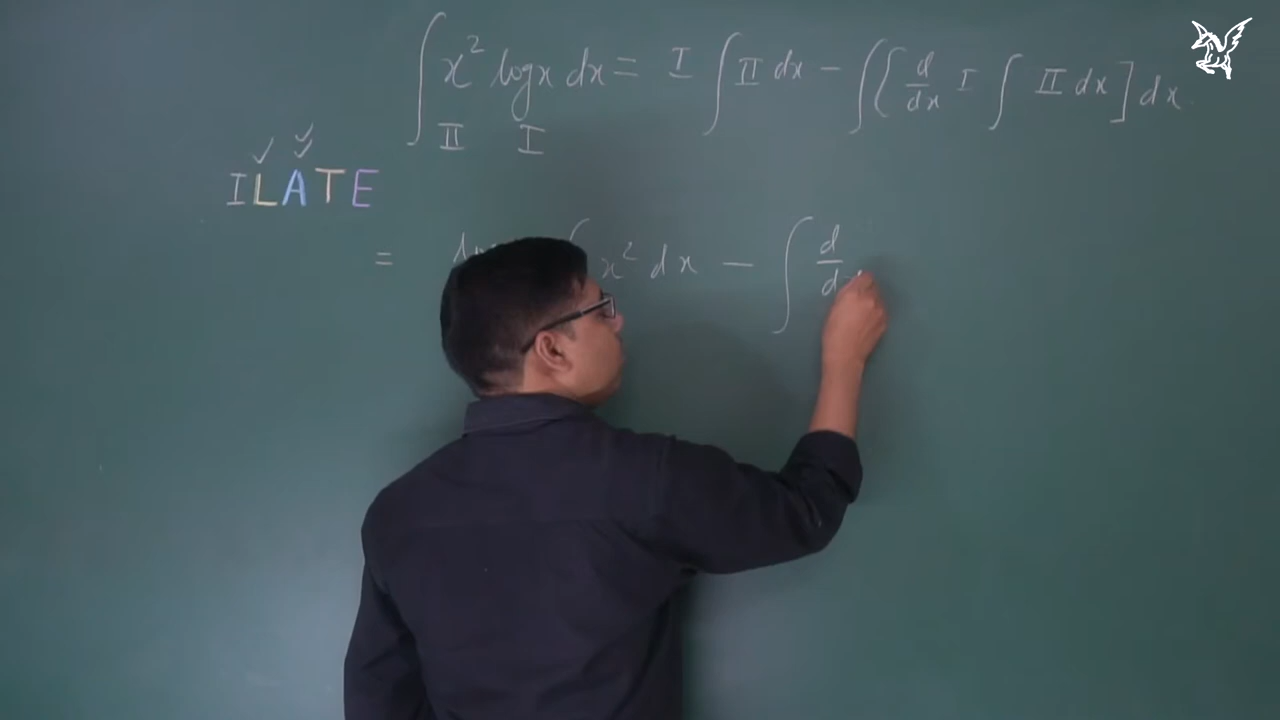 ∫ x² log x dx = I ∫ II dx − ∫ [ d/dx I ∫ II dx ] dx
II I
ILATE
= ∫ x² dx − ∫ d/d